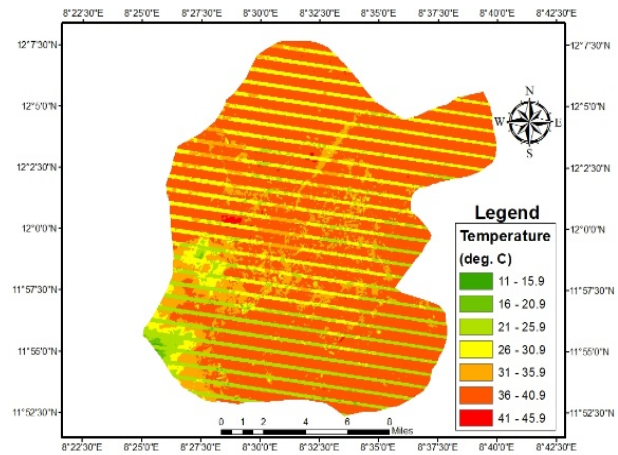 8°22'30"E 8°25'0"E 8°27'30"E 8°30'0"E 8°32'30"E 8°35'0"E 8°37'30"E 8°40'0"E 8°42'30"E
12°7'30"N 12°7'30"N
N
12°5'0"N 12°5'0"N
W E
S
12°2'30"N 12°2'30"N
12°0'0"N 12°0'0"N
Legend
Temperature
(deg. C)
11 - 15.9
16 - 20.9
11°57'30"N 11°57'30"N
21 - 25.9
26 - 30.9
11°55'0"N 11°55'0"N
31 - 35.9
36 - 40.9
11°52'30"N 11°52'30"N
41 - 45.9
0 1 2 4 6 8
Miles
8°22'30"E 8°25'0"E 8°27'30"E 8°30'0"E 8°32'30"E 8°35'0"E 8°37'30"E 8°40'0"E 8°42'30"E